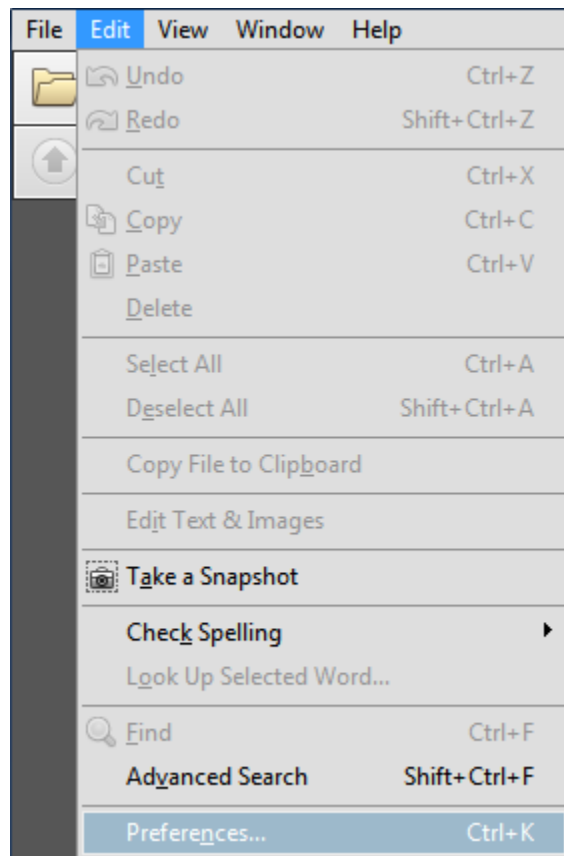 File Edit View Window Help
Undo Ctrl+Z
Redo Shift+Ctrl+Z
Cut Ctrl+X
Copy Ctrl+C
Paste Ctrl+V
Delete
Select All Ctrl+A
Deselect All Shift+Ctrl+A
Copy File to Clipboard
Edit Text & Images
Take a Snapshot
Check Spelling
Look Up Selected Word...
Find Ctrl+F
Advanced Search Shift+Ctrl+F
Preferences... Ctrl+K